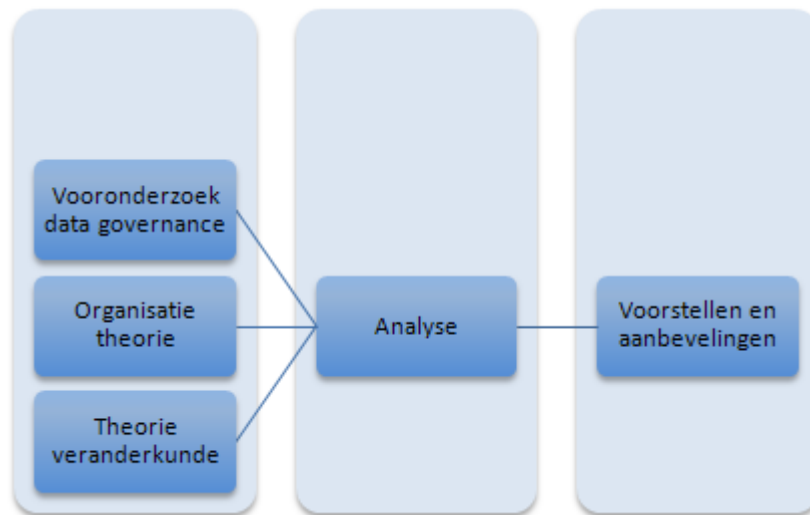 Vooronderzoek
data governance
Organisatie
theorie
Theorie
veranderkunde
Analyse
Voorstellen en
aanbevelingen